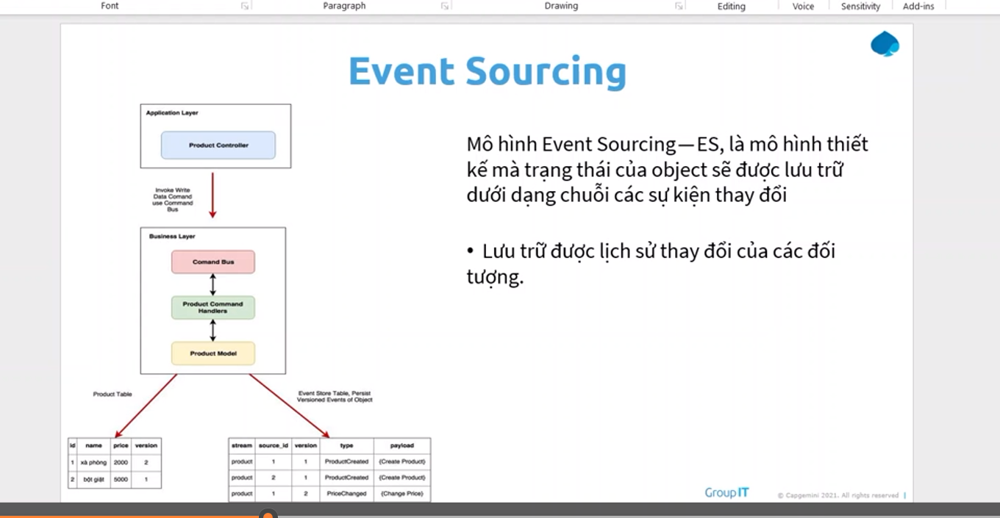 Font Paragraph Drawing Editing Voice Sensitivity Add-ins
Event Sourcing
Application Layer
Product Controller
Invoke Write
Data Comand
use Command
Bus
Business Layer
Comand Bus
Product Command
Handlers
Product Model
Product Table
Event Store Table, Persist
Versioned Events of Object
id name price version
1 xà phòng 2000 2
2 bột giặt 5000 1
stream source_id version type payload
product 1 1 ProductCreated {Create Product}
product 2 1 ProductCreated {Create Product}
product 1 2 PriceChanged {Change Price}
Mô hình Event Sourcing—ES, là mô hình thiết
kế mà trạng thái của object sẽ được lưu trữ
dưới dạng chuỗi các sự kiện thay đổi
• Lưu trữ được lịch sử thay đổi của các đối
tượng.
GroupIT
© Capgemini 2021. All rights reserved |